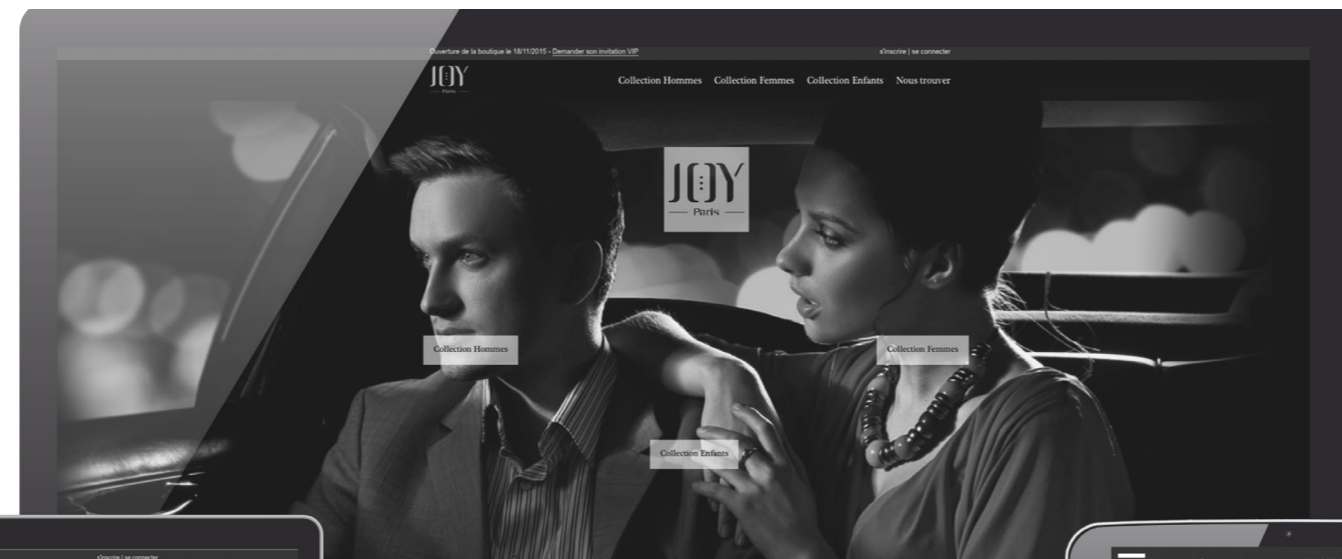 Ouverture de la boutique le 18/11/2015 - Demander son invitation VIP
s'inscrire | se connecter
JOY
Paris
Collection Hommes Collection Femmes Collection Enfants Nous trouver
JOY
Paris
Collection Hommes
Collection Femmes
Collection Enfants
s'inscrire | se connecter